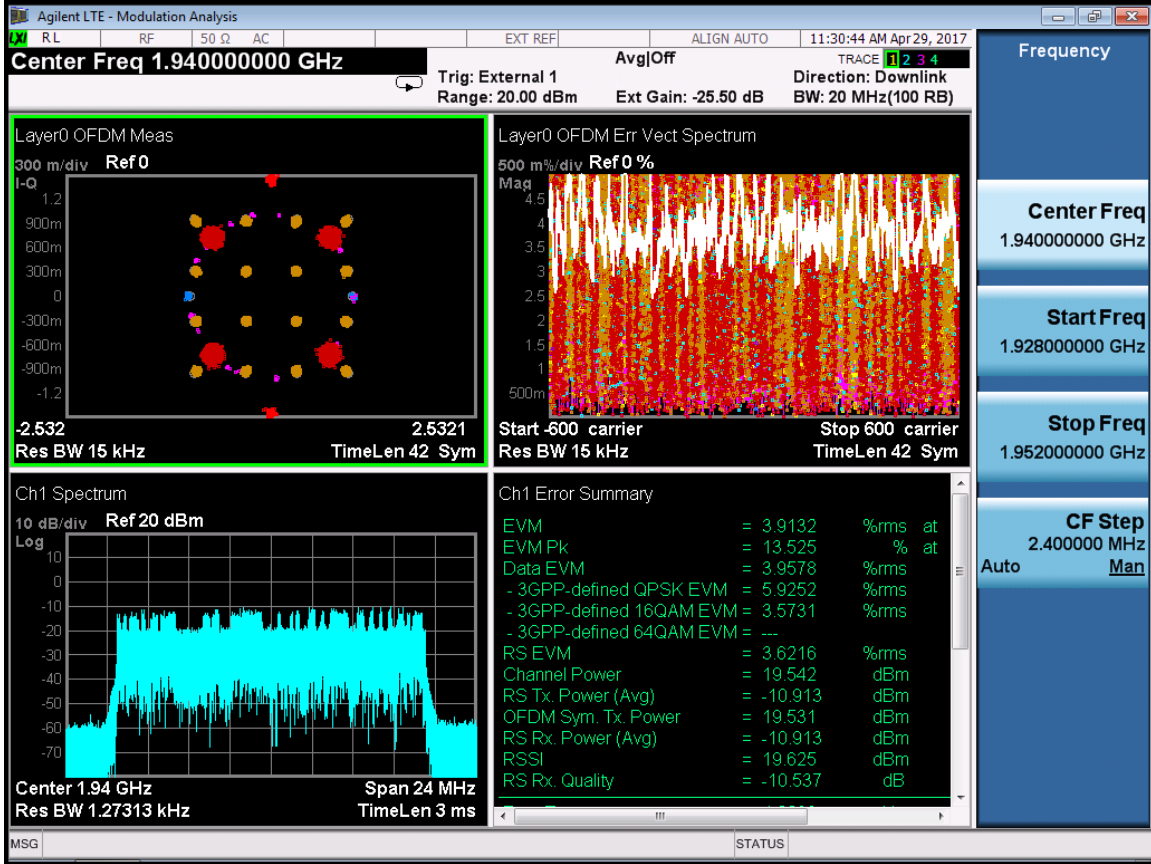 Agilent LTE - Modulation Analysis
LXI RL RF 50 Ω AC EXT REF ALIGN AUTO 11:30:44 AM Apr 29, 2017
Center Freq 1.940000000 GHz
Avg|Off
TRACE 1 2 3 4
Trig: External 1
Direction: Downlink
Range: 20.00 dBm
Ext Gain: -25.50 dB
BW: 20 MHz(100 RB)
Layer0 OFDM Meas
300 m/div Ref 0
I-Q
1.2
900m
600m
300m
0
-300m
-600m
-900m
-1.2
-2.532 2.5321
Res BW 15 kHz TimeLen 42 Sym
Layer0 OFDM Err Vect Spectrum
500 m%/div Ref 0 %
Mag
4.5
4
3.5
3
2.5
2
1.5
1
500m
Start -600 carrier Stop 600 carrier
Res BW 15 kHz TimeLen 42 Sym
Ch1 Spectrum
10 dB/div Ref 20 dBm
Log
10
0
-10
-20
-30
-40
-50
-60
-70
Center 1.94 GHz Span 24 MHz
Res BW 1.27313 kHz TimeLen 3 ms
Ch1 Error Summary
EVM = 3.9132 %rms at
EVM Pk = 13.525 % at
Data EVM = 3.9578 %rms
- 3GPP-defined QPSK EVM = 5.9252 %rms
- 3GPP-defined 16QAM EVM = 3.5731 %rms
- 3GPP-defined 64QAM EVM = ---
RS EVM = 3.6216 %rms
Channel Power = 19.542 dBm
RS Tx. Power (Avg) = -10.913 dBm
OFDM Sym. Tx. Power = 19.531 dBm
RS Rx. Power (Avg) = -10.913 dBm
RSSI = 19.625 dBm
RS Rx. Quality = -10.537 dB
Frequency
Center Freq
1.940000000 GHz
Start Freq
1.928000000 GHz
Stop Freq
1.952000000 GHz
CF Step
2.400000 MHz
Auto Man
MSG STATUS